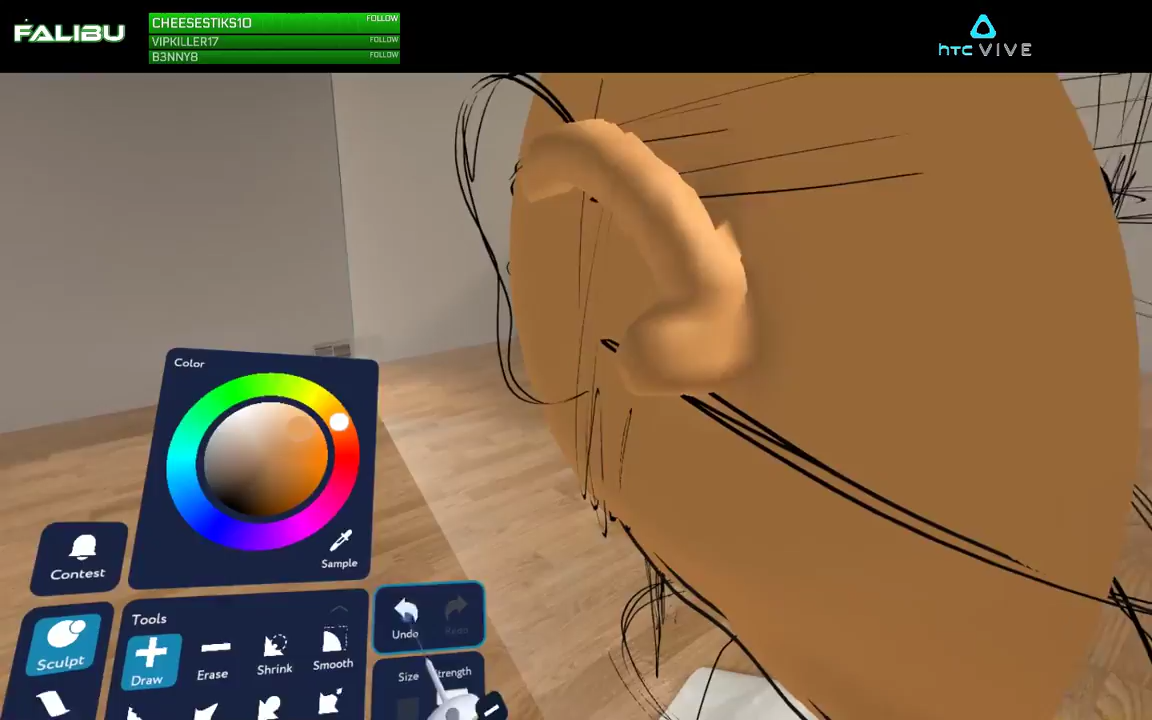 FALIBU
CHEESESTIKS10 FOLLOW
VIPKILLER17 FOLLOW
B3NNY8 FOLLOW
hTC VIVE
Color
Sample
Contest
Sculpt
Tools
Draw
Erase
Shrink
Smooth
Undo
Redo
Size
Strength